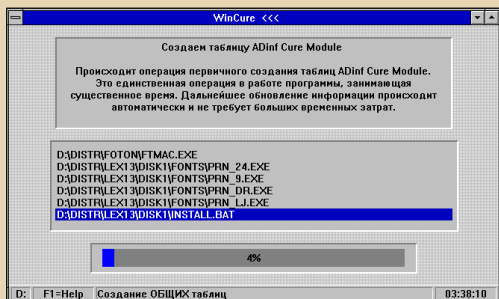 WinCure <<<
Создаем таблицу ADinf Cure Module
Происходит операция первичного создания таблиц ADinf Cure Module.
Это единственная операция в работе программы, занимающая
существенное время. Дальнейшее обновление информации происходит
автоматически и не требует больших временных затрат.
D:\DISTR\FOTON\FTMAC.EXE
D:\DISTR\LEX13\DISK1\FONTS\PRN_24.EXE
D:\DISTR\LEX13\DISK1\FONTS\PRN_9.EXE
D:\DISTR\LEX13\DISK1\FONTS\PRN_DR.EXE
D:\DISTR\LEX13\DISK1\FONTS\PRN_LJ.EXE
D:\DISTR\LEX13\DISK1\INSTALL.BAT
4%
D: F1=Help Создание ОБЩИХ таблиц 03:38:10